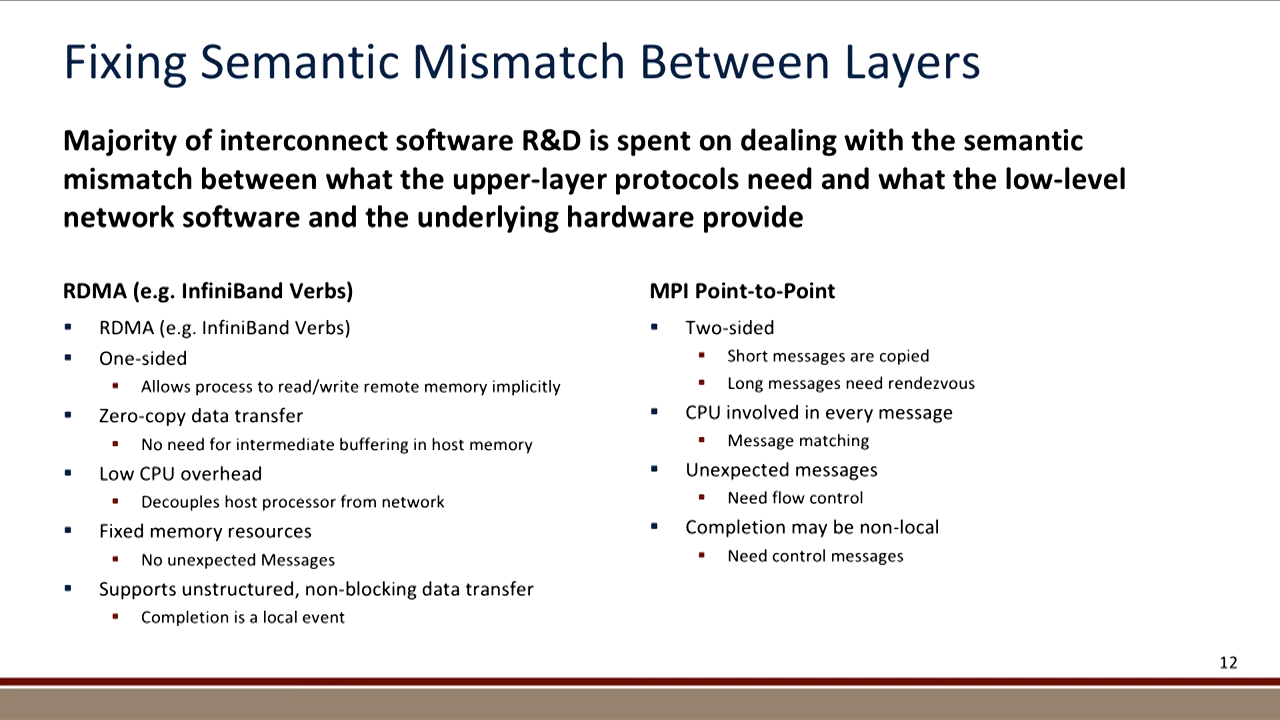 Fixing Semantic Mismatch Between Layers
Majority of interconnect software R&D is spent on dealing with the semantic
mismatch between what the upper-layer protocols need and what the low-level
network software and the underlying hardware provide
RDMA (e.g. InfiniBand Verbs)
RDMA (e.g. InfiniBand Verbs)
One-sided
Allows process to read/write remote memory implicitly
Zero-copy data transfer
No need for intermediate buffering in host memory
Low CPU overhead
Decouples host processor from network
Fixed memory resources
No unexpected Messages
Supports unstructured, non-blocking data transfer
Completion is a local event
MPI Point-to-Point
Two-sided
Short messages are copied
Long messages need rendezvous
CPU involved in every message
Message matching
Unexpected messages
Need flow control
Completion may be non-local
Need control messages
12